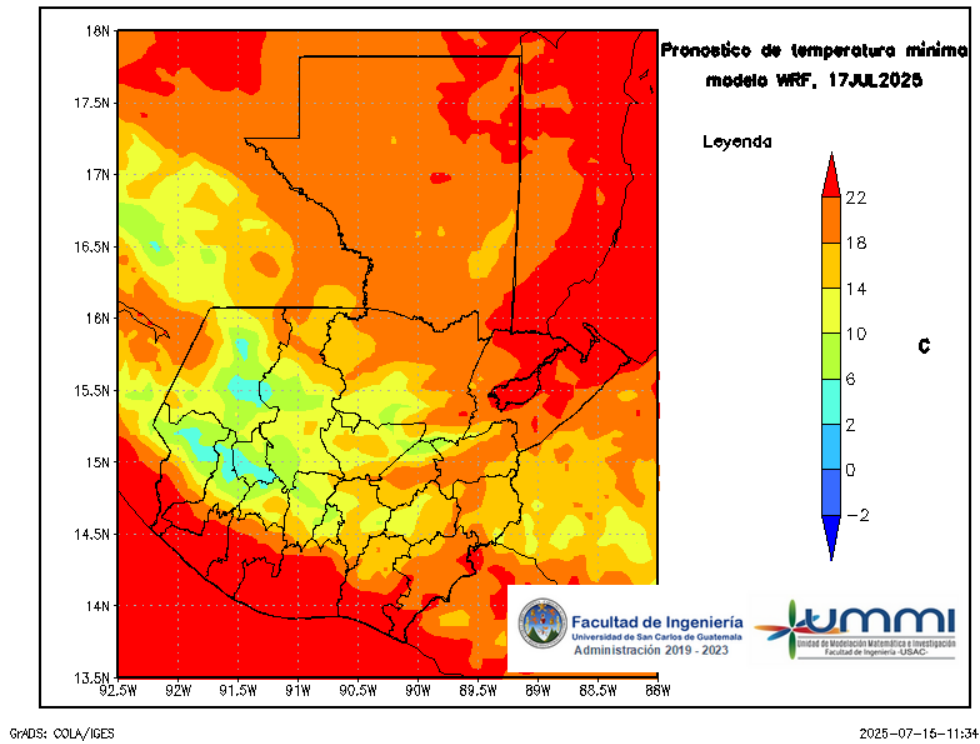 Pronostico de temperatura minima
modelo WRF, 17JUL2025
Leyenda
18N
17.5N
17N
16.5N
16N
15.5N
15N
14.5N
14N
13.5N
92.5W
92W
91.5W
91W
90.5W
90W
89.5W
89W
88.5W
88W
22
18
14
10
6
2
0
-2
C
Facultad de Ingeniería
Universidad de San Carlos de Guatemala
Administración 2019 - 2023
ummi
Unidad de Modelación Matemática e Investigación
Facultad de Ingeniería -USAC-
GrADS: COLA/IGES
2025-07-15-11:34